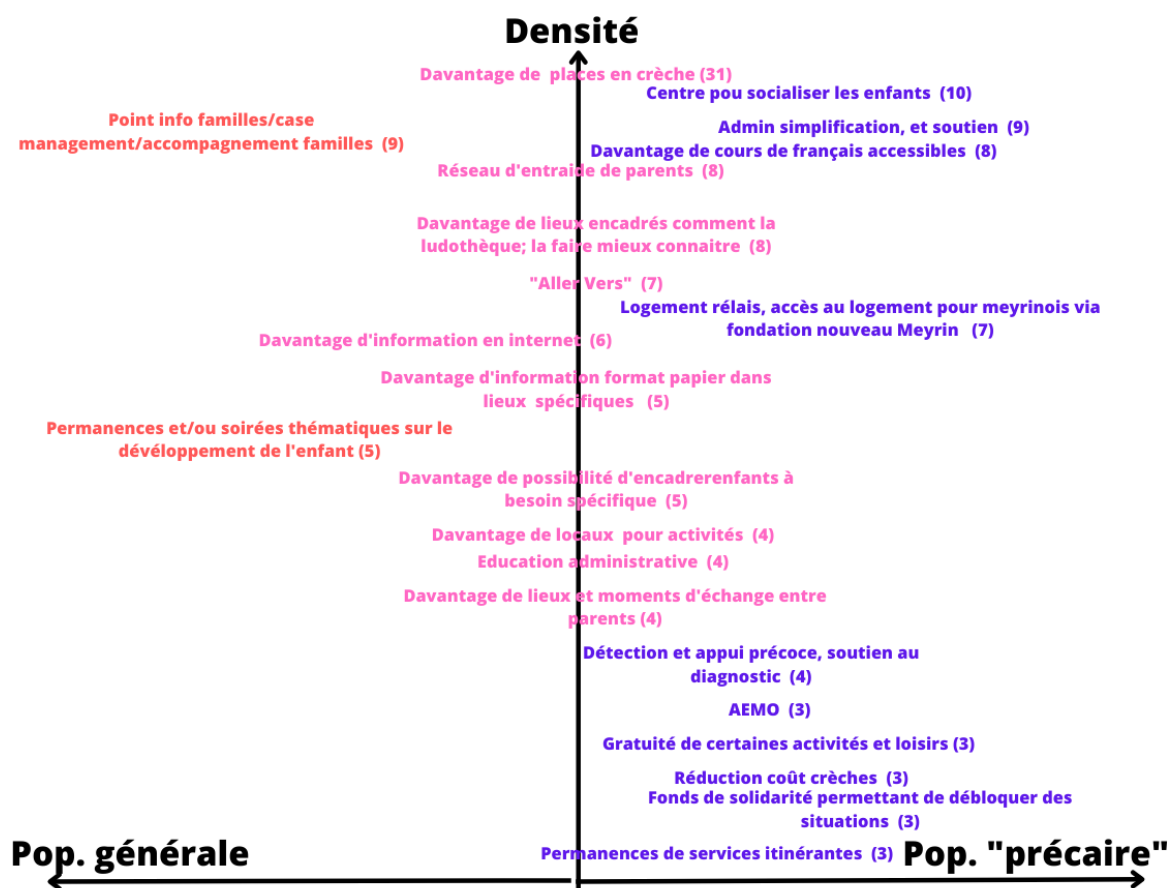 Densité
Davantage de places en crèche (31)
Centre pou socialiser les enfants (10)
Point info familles/case
management/accompagnement familles (9)
Admin simplification, et soutien (9)
Davantage de cours de français accessibles (8)
Réseau d'entraide de parents (8)
Davantage de lieux encadrés comment la
ludothèque; la faire mieux connaitre (8)
"Aller Vers" (7)
Logement rélais, accès au logement pour meyrinois via
fondation nouveau Meyrin (7)
Davantage d'information en internet (6)
Davantage d'information format papier dans
lieux spécifiques (5)
Permanences et/ou soirées thématiques sur le
dévéloppement de l'enfant (5)
Davantage de possibilité d'encadrerenfants à
besoin spécifique (5)
Davantage de locaux pour activités (4)
Education administrative (4)
Davantage de lieux et moments d'échange entre
parents (4)
Détection et appui précoce, soutien au
diagnostic (4)
AEMO (3)
Gratuité de certaines activités et loisirs (3)
Réduction coût crèches (3)
Fonds de solidarité permettant de débloquer des
situations (3)
Permanences de services itinérantes (3)
Pop. générale
Pop. "précaire"